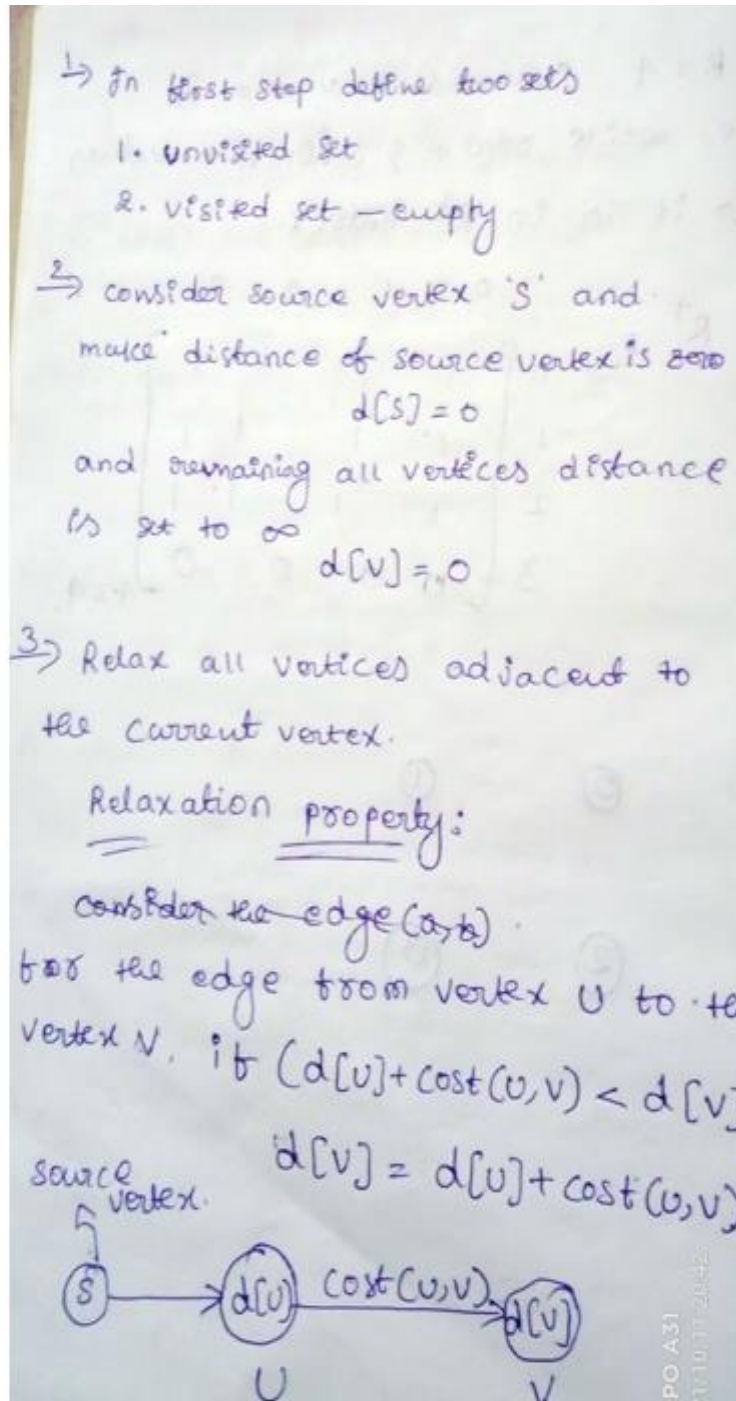 1→ In first step define two sets
1. unvisited set
2. visited set – empty
2→ consider source vertex 'S' and
make distance of source vertex is zero
d[S] = 0
and remaining all vertices distance
is set to ∞
d[V] = 0
3→ Relax all vertices adjacent to
the current vertex.
Relaxation property:
consider the edge (a,b)
for the edge from vertex U to the
vertex V. if (d[U] + cost(U,V) < d[V]
d[V] = d[U] + cost(U,V)
source
vertex.
S d[U] cost(U,V) d[V]
U V
PO A31